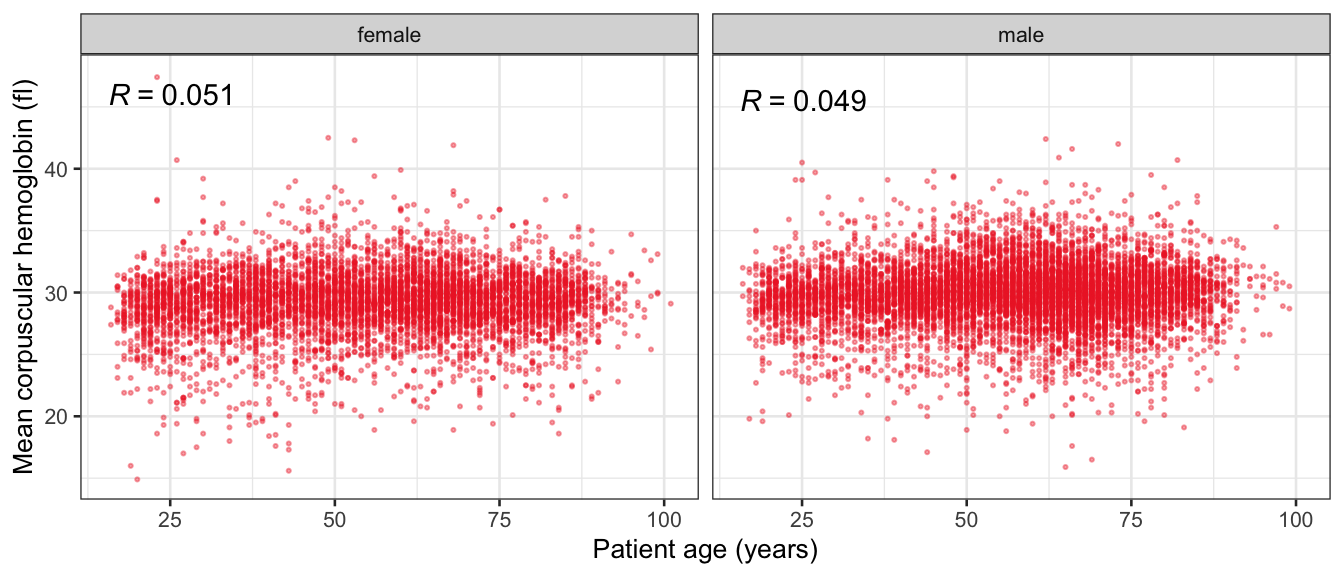 female
male
Mean corpuscular hemoglobin (fl)
R = 0.051
R = 0.049
40
30
20
25
50
75
100
25
50
75
100
Patient age (years)